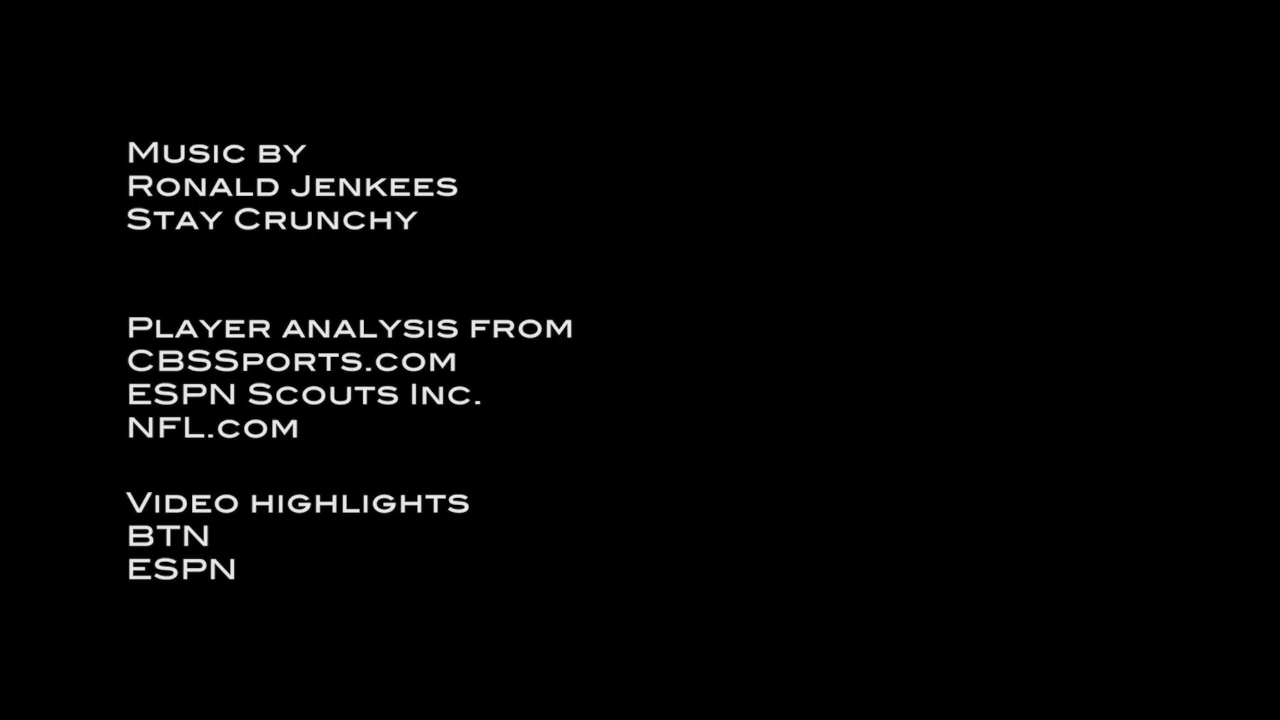 Music by
Ronald Jenkees
Stay Crunchy
Player analysis from
CBSSports.com
ESPN Scouts Inc.
NFL.com
Video highlights
BTN
ESPN